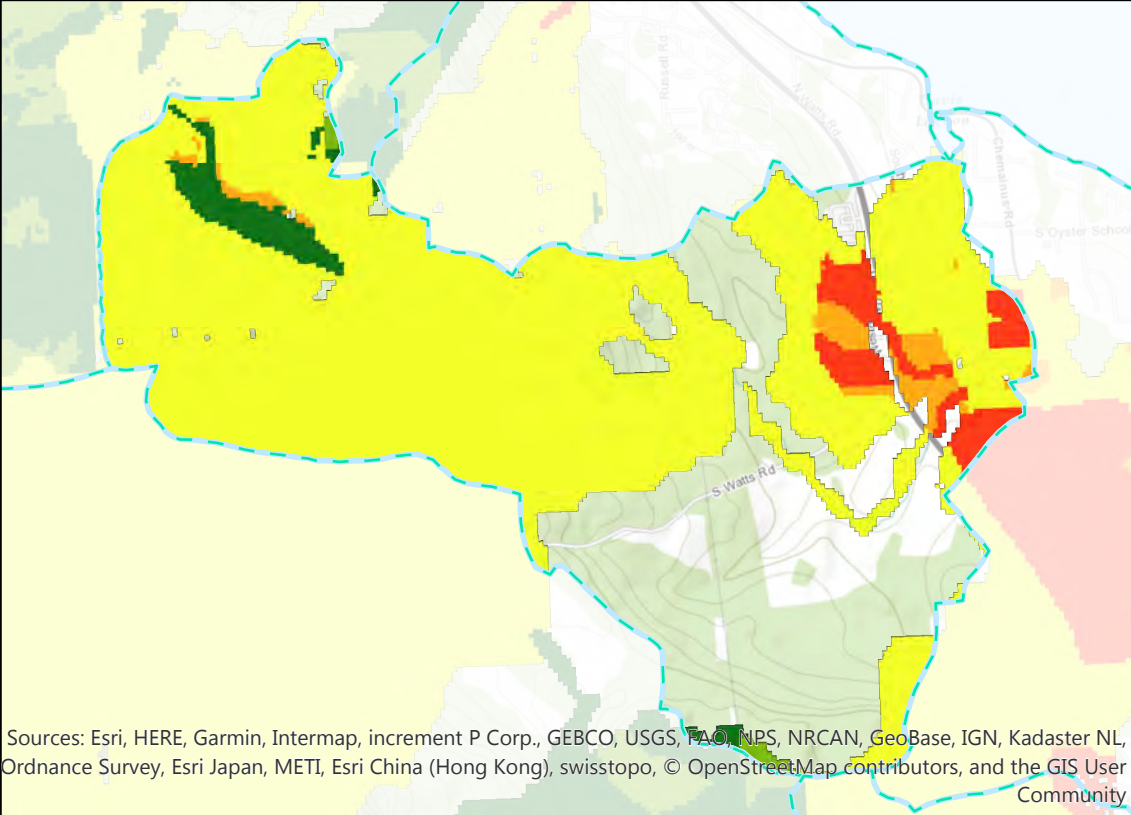 Russell Rd
N Watts Rd
Chemainus Rd
S Oyster School
S Watts Rd
Sources: Esri, HERE, Garmin, Intermap, increment P Corp., GEBCO, USGS, FAO, NPS, NRCAN, GeoBase, IGN, Kadaster NL,
Ordnance Survey, Esri Japan, METI, Esri China (Hong Kong), swisstopo, © OpenStreetMap contributors, and the GIS User
Community